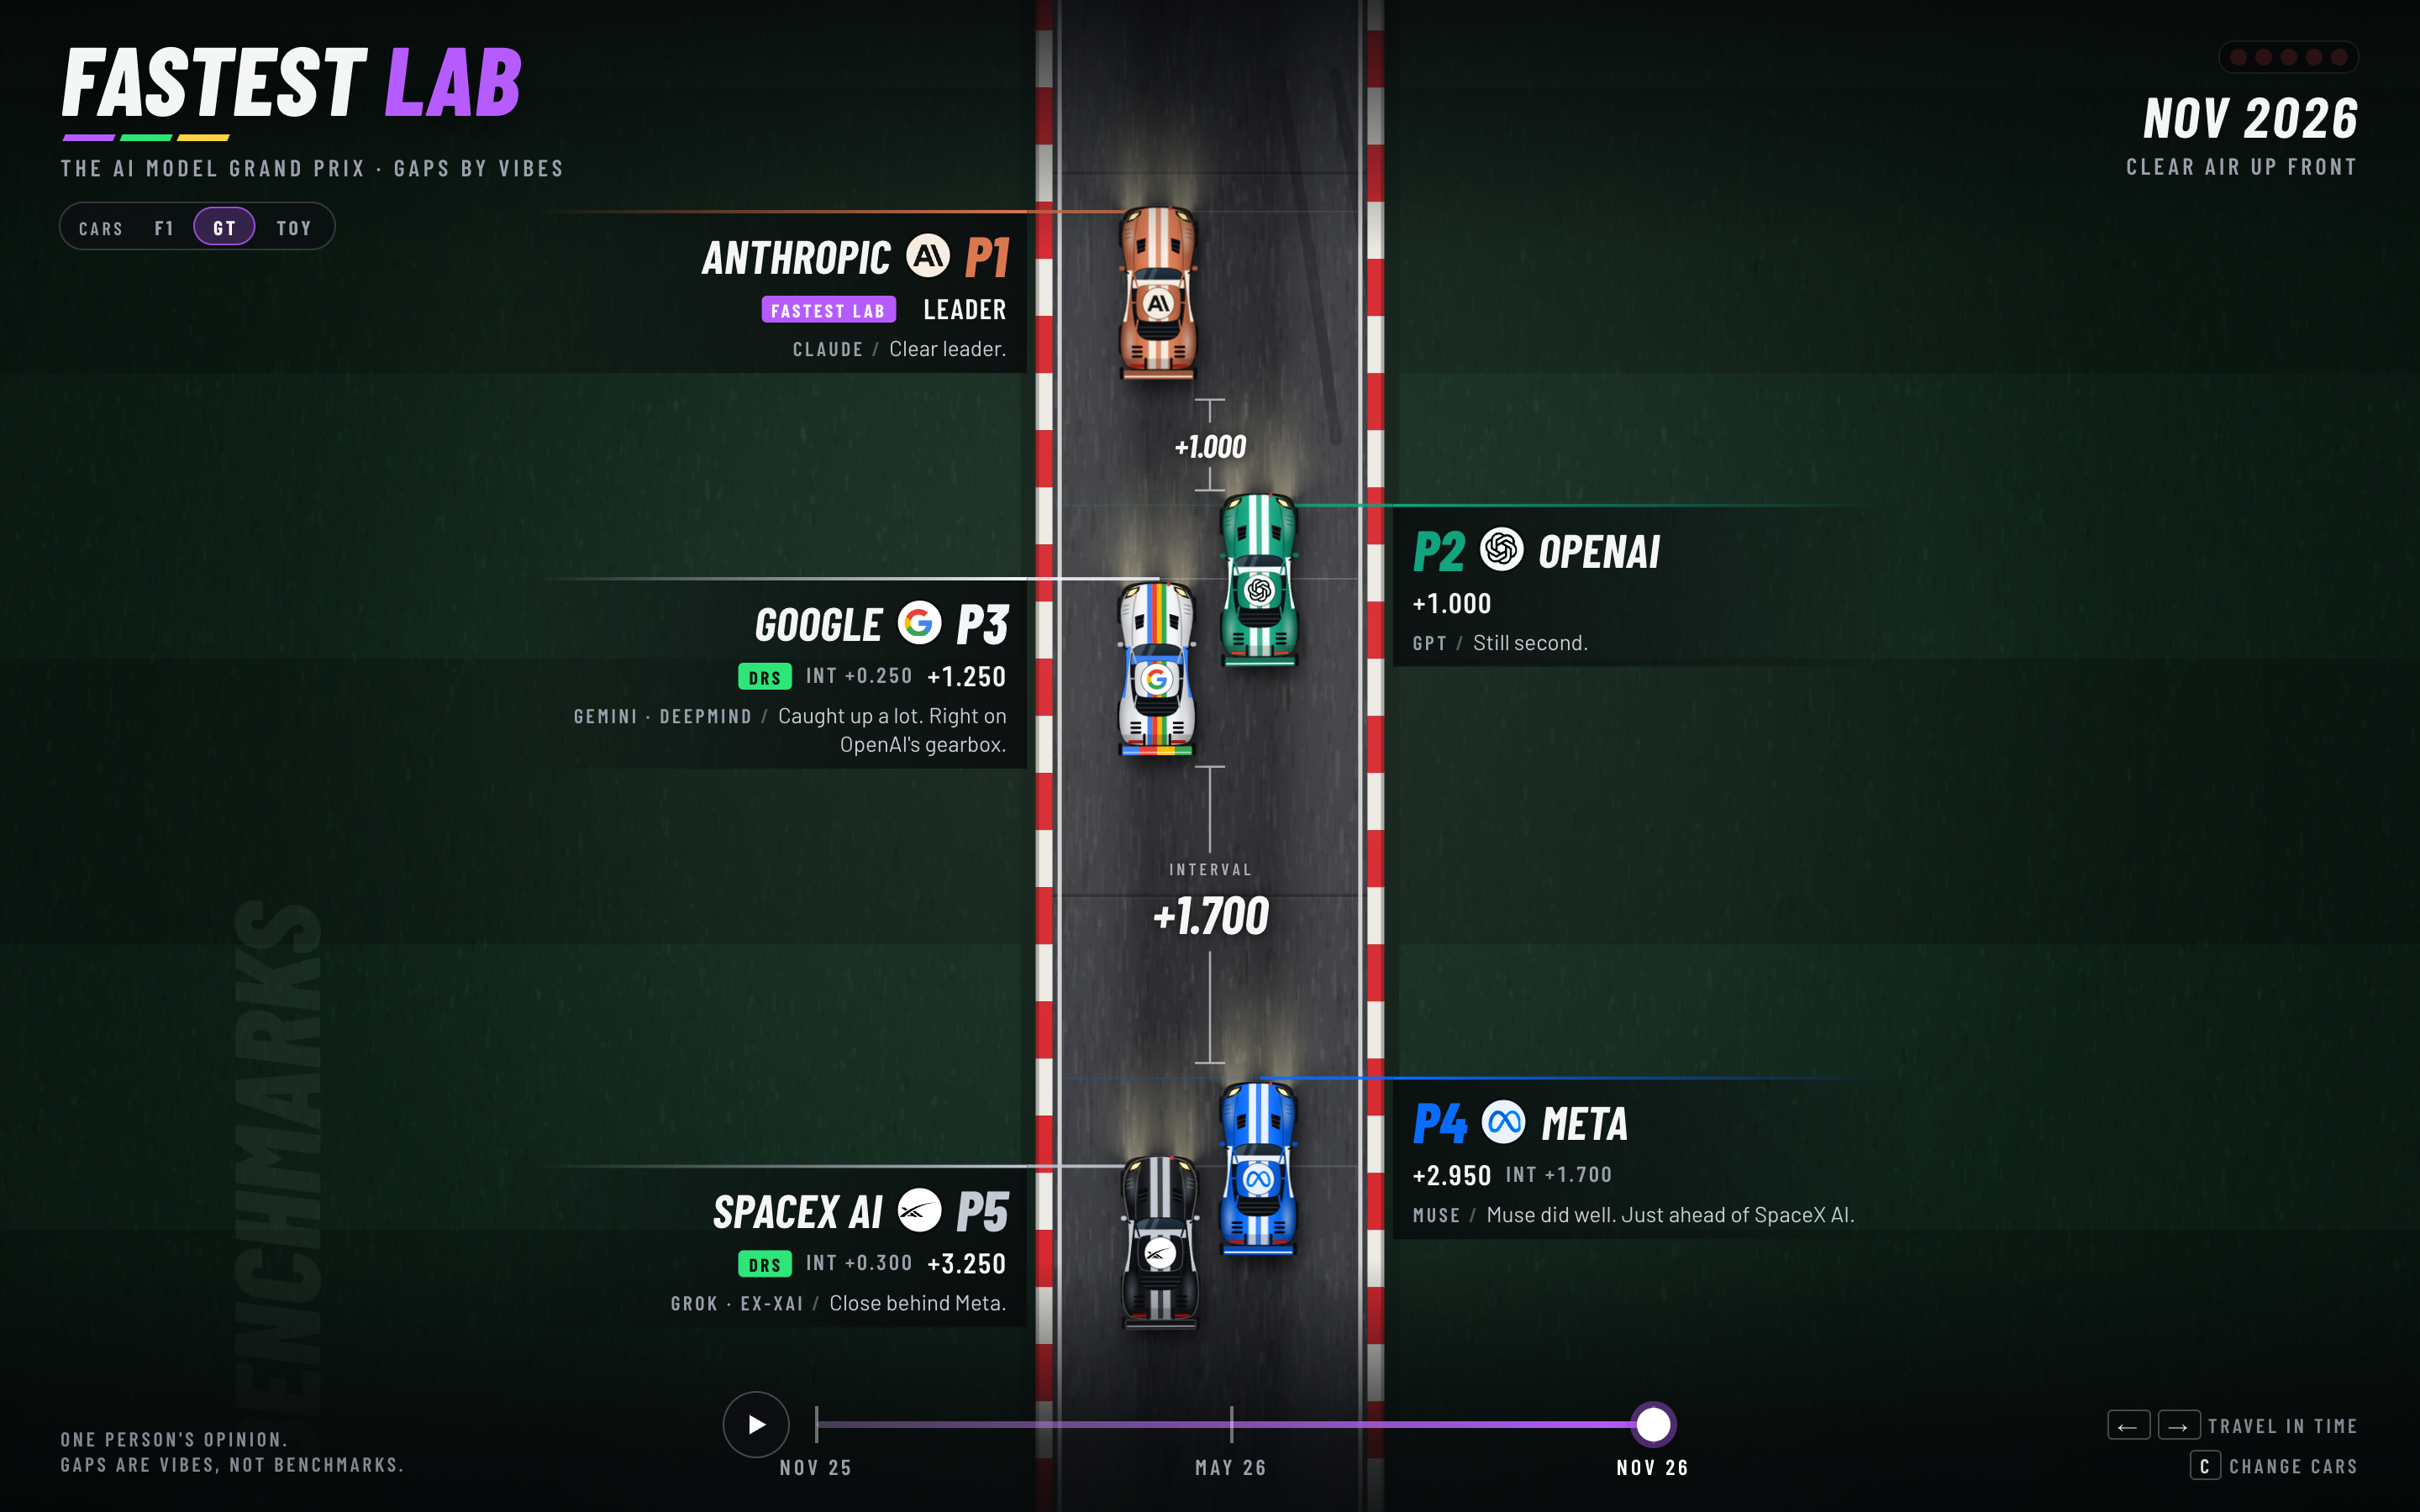 FASTEST LAB
THE AI MODEL GRAND PRIX · GAPS BY VIBES
CARS F1 GT TOY
NOV 2026
CLEAR AIR UP FRONT
ANTHROPIC AI P1
FASTEST LAB LEADER
CLAUDE / Clear leader.
AI
+1.000
P2 OPENAI
+1.000
GPT / Still second.
GOOGLE G P3
DRS INT +0.250 +1.250
GEMINI · DEEPMIND / Caught up a lot. Right on
OpenAI's gearbox.
G
INTERVAL
+1.700
P4 META
+2.950 INT +1.700
MUSE / Muse did well. Just ahead of SpaceX AI.
SPACEX AI P5
DRS INT +0.300 +3.250
GROK · EX-XAI / Close behind Meta.
BENCHMARKS
ONE PERSON'S OPINION.
GAPS ARE VIBES, NOT BENCHMARKS.
NOV 25 MAY 26 NOV 26
← → TRAVEL IN TIME
C CHANGE CARS